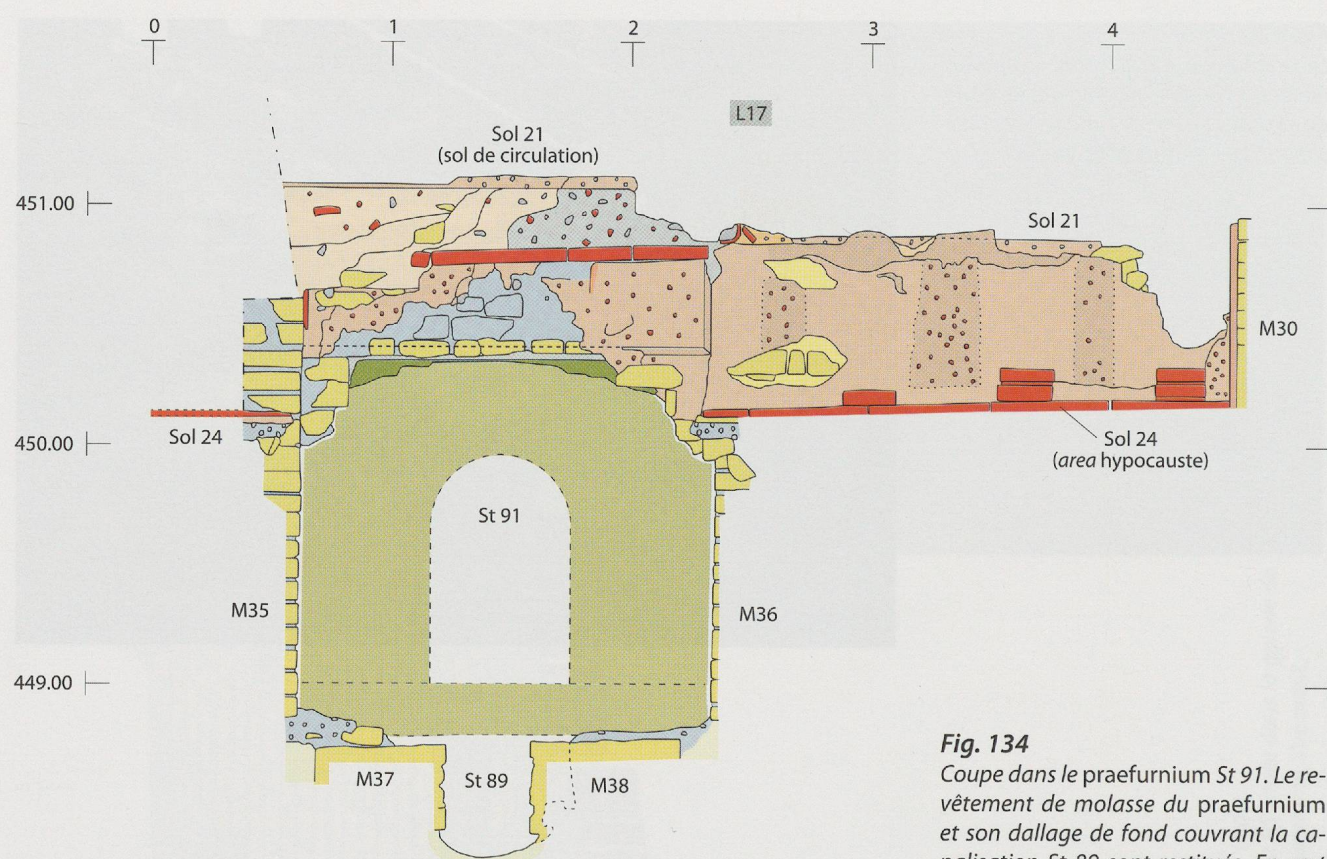 0 1 2 3 4
L17
Sol 21
(sol de circulation)
451.00
Sol 21
M30
450.00
Sol 24
Sol 24
(area hypocauste)
St 91
M35
M36
449.00
M37
St 89
M38
Fig. 134
Coupe dans le praefurnium St 91. Le re-
vêtement de molasse du praefurnium
et son dallage de fond couvrant la ca-